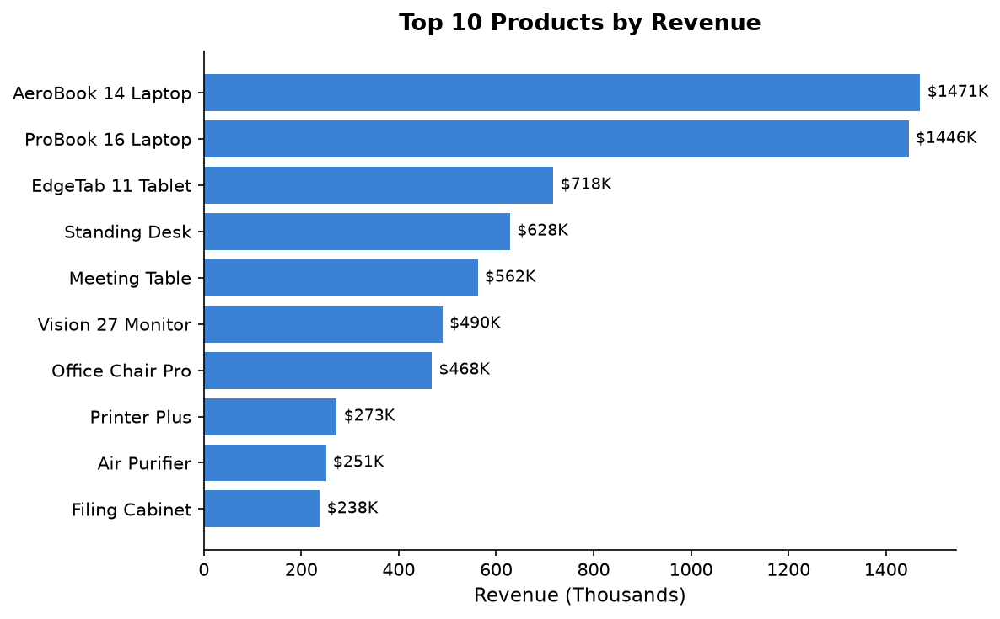 Top 10 Products by Revenue
AeroBook 14 Laptop $1471K
ProBook 16 Laptop $1446K
EdgeTab 11 Tablet $718K
Standing Desk $628K
Meeting Table $562K
Vision 27 Monitor $490K
Office Chair Pro $468K
Printer Plus $273K
Air Purifier $251K
Filing Cabinet $238K
0 200 400 600 800 1000 1200 1400
Revenue (Thousands)